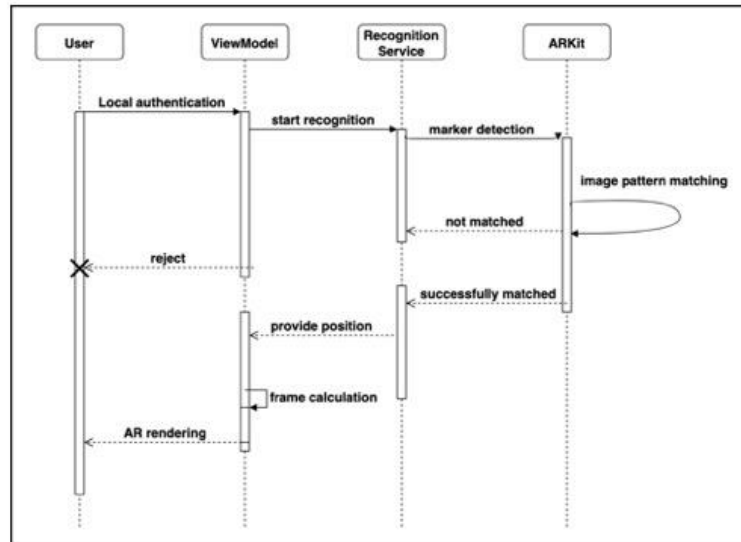 User
ViewModel
Recognition
Service
ARKit
Local authentication
start recognition
marker detection
image pattern matching
not matched
reject
successfully matched
provide position
frame calculation
AR rendering